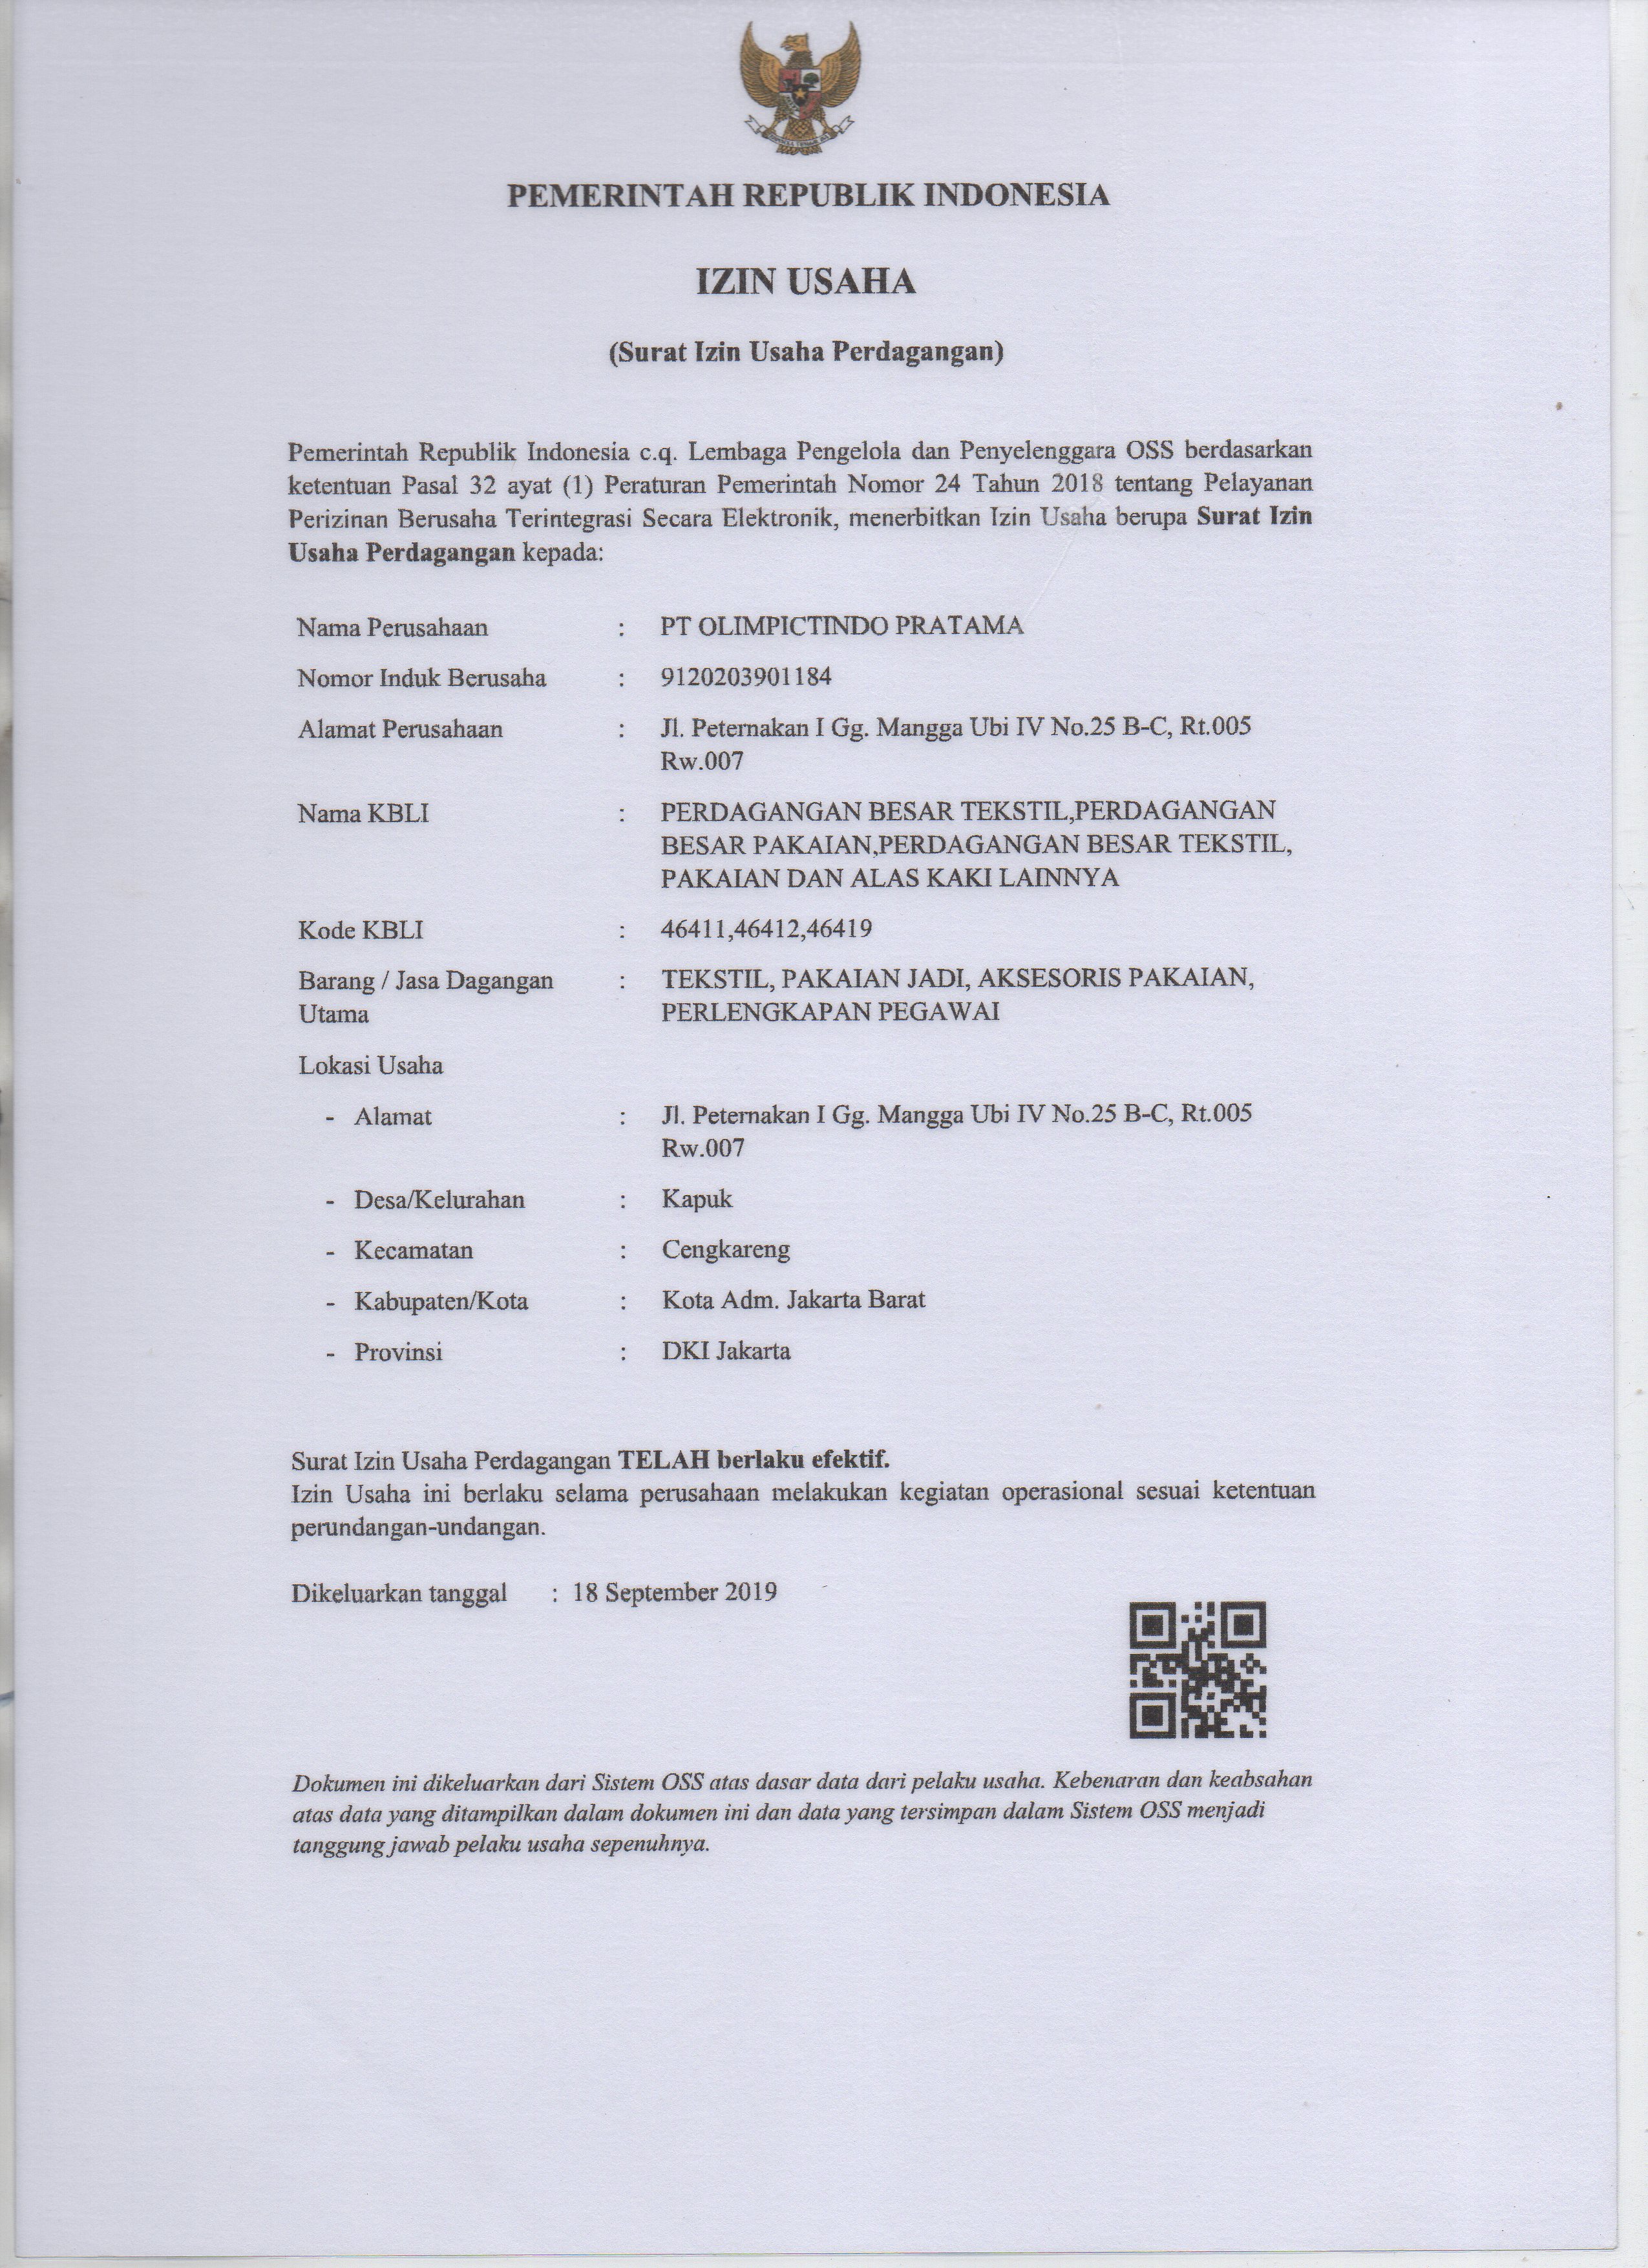 PEMERINTAH REPUBLIK INDONESIA
IZIN USAHA
(Surat Izin Usaha Perdagangan)
Pemerintah Republik Indonesia c.q. Lembaga Pengelola dan Penyelenggara OSS berdasarkan
ketentuan Pasal 32 ayat (1) Peraturan Pemerintah Nomor 24 Tahun 2018 tentang Pelayanan
Perizinan Berusaha Terintegrasi Secara Elektronik, menerbitkan Izin Usaha berupa Surat Izin
Usaha Perdagangan kepada:
Nama Perusahaan : PT OLIMPICTINDO PRATAMA
Nomor Induk Berusaha : 9120203901184
Alamat Perusahaan : Jl. Peternakan I Gg. Mangga Ubi IV No.25 B-C, Rt.005
Rw.007
Nama KBLI : PERDAGANGAN BESAR TEKSTIL,PERDAGANGAN
BESAR PAKAIAN,PERDAGANGAN BESAR TEKSTIL,
PAKAIAN DAN ALAS KAKI LAINNYA
Kode KBLI : 46411,46412,46419
Barang / Jasa Dagangan : TEKSTIL, PAKAIAN JADI, AKSESORIS PAKAIAN,
Utama PERLENGKAPAN PEGAWAI
Lokasi Usaha
- Alamat : Jl. Peternakan I Gg. Mangga Ubi IV No.25 B-C, Rt.005
Rw.007
- Desa/Kelurahan : Kapuk
- Kecamatan : Cengkareng
- Kabupaten/Kota : Kota Adm. Jakarta Barat
- Provinsi : DKI Jakarta
Surat Izin Usaha Perdagangan TELAH berlaku efektif.
Izin Usaha ini berlaku selama perusahaan melakukan kegiatan operasional sesuai ketentuan
perundangan-undangan.
Dikeluarkan tanggal : 18 September 2019
Dokumen ini dikeluarkan dari Sistem OSS atas dasar data dari pelaku usaha. Kebenaran dan keabsahan
atas data yang ditampilkan dalam dokumen ini dan data yang tersimpan dalam Sistem OSS menjadi
tanggung jawab pelaku usaha sepenuhnya.